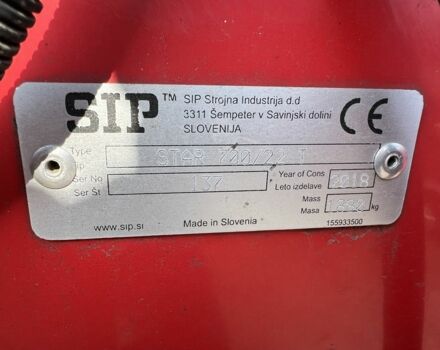 SIP™ SIP Strojna Industrija d.d
3311 Šempeter v Savinjski dolini
SLOVENIJA
CE
Type STAR 700/22 T
Tip
Ser No 137 Year of Cons 2018
Ser Št Leto izdelave
Mass kg
Masa
www.sip.si Made in Slovenia 155933500